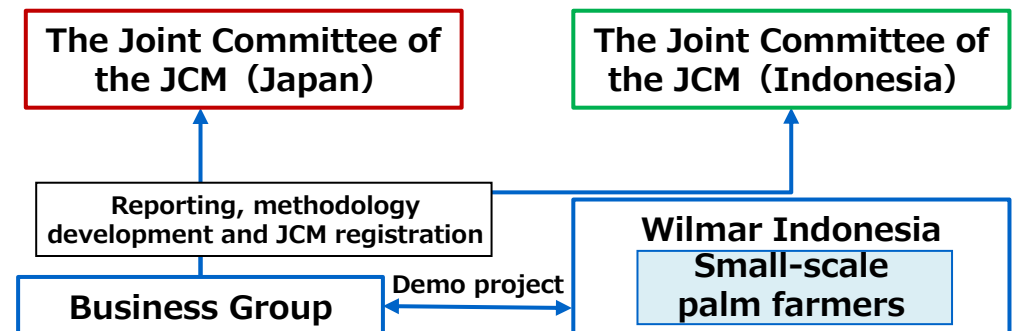 The Joint Committee of
the JCM（Japan）
The Joint Committee of
the JCM（Indonesia）
Reporting, methodology
development and JCM registration
Business Group
Demo project
Wilmar Indonesia
Small-scale
palm farmers